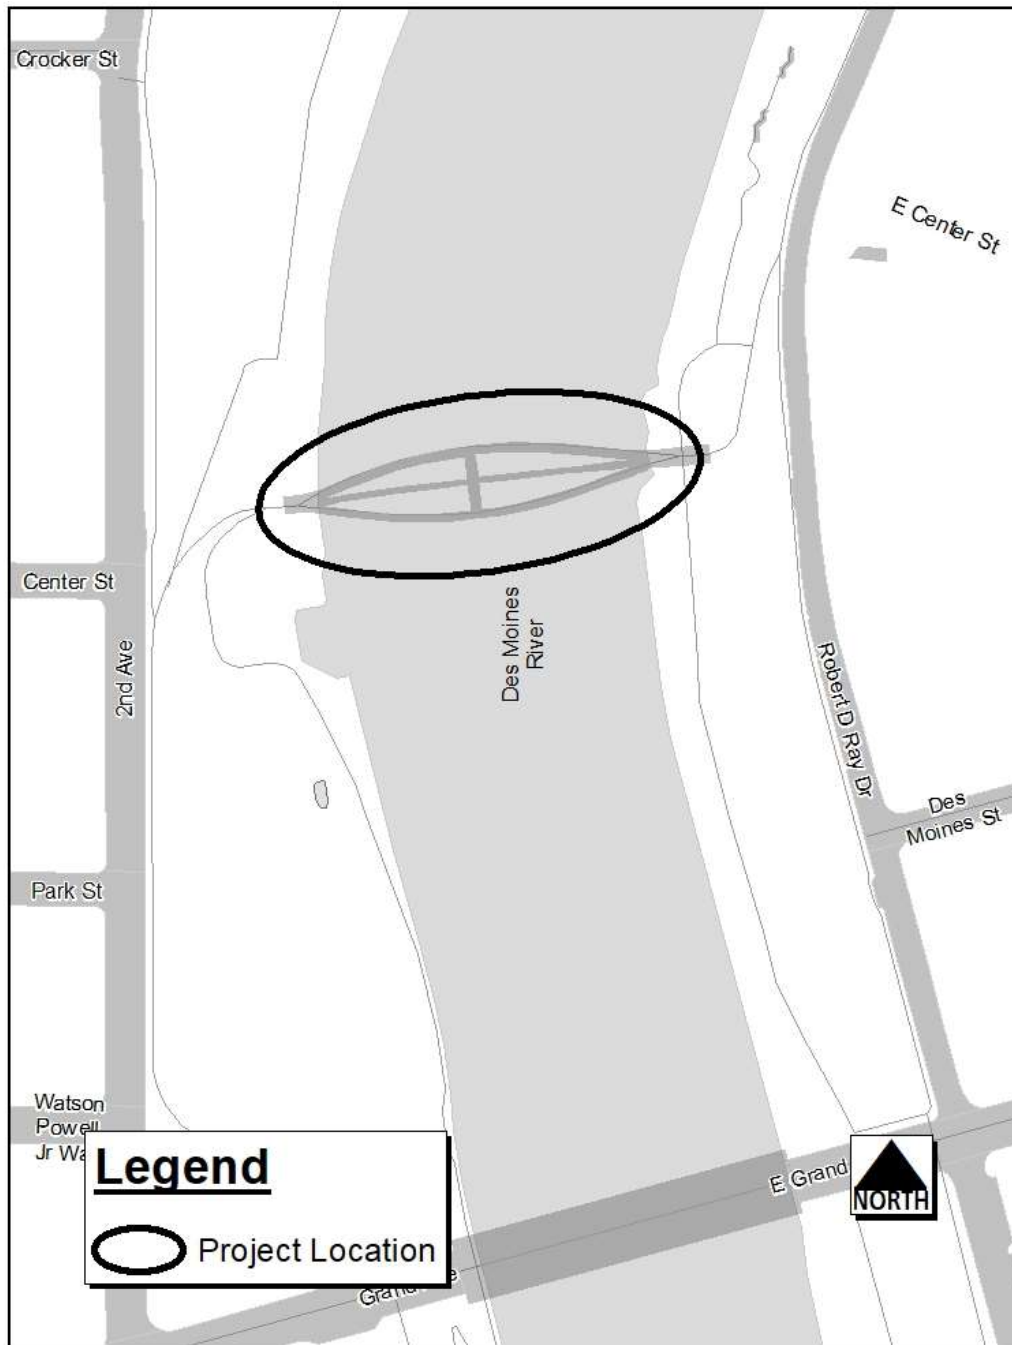 Crocker St
E Center St
Center St
Des Moines
River
2nd Ave
Robert D Ray Dr
Des
Moines St
Park St
Watson
Powell
Jr
Legend
Project Location
E Grand
NORTH